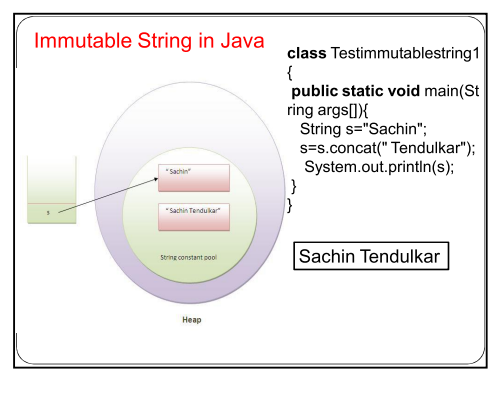 Immutable String in Java
class Testimmutablestring1
{
public static void main(St
ring args[]){
String s="Sachin";
s=s.concat(" Tendulkar");
System.out.println(s);
}
}
Sachin Tendulkar
" Sachin"
s
" Sachin Tendulkar"
String constant pool
Heap